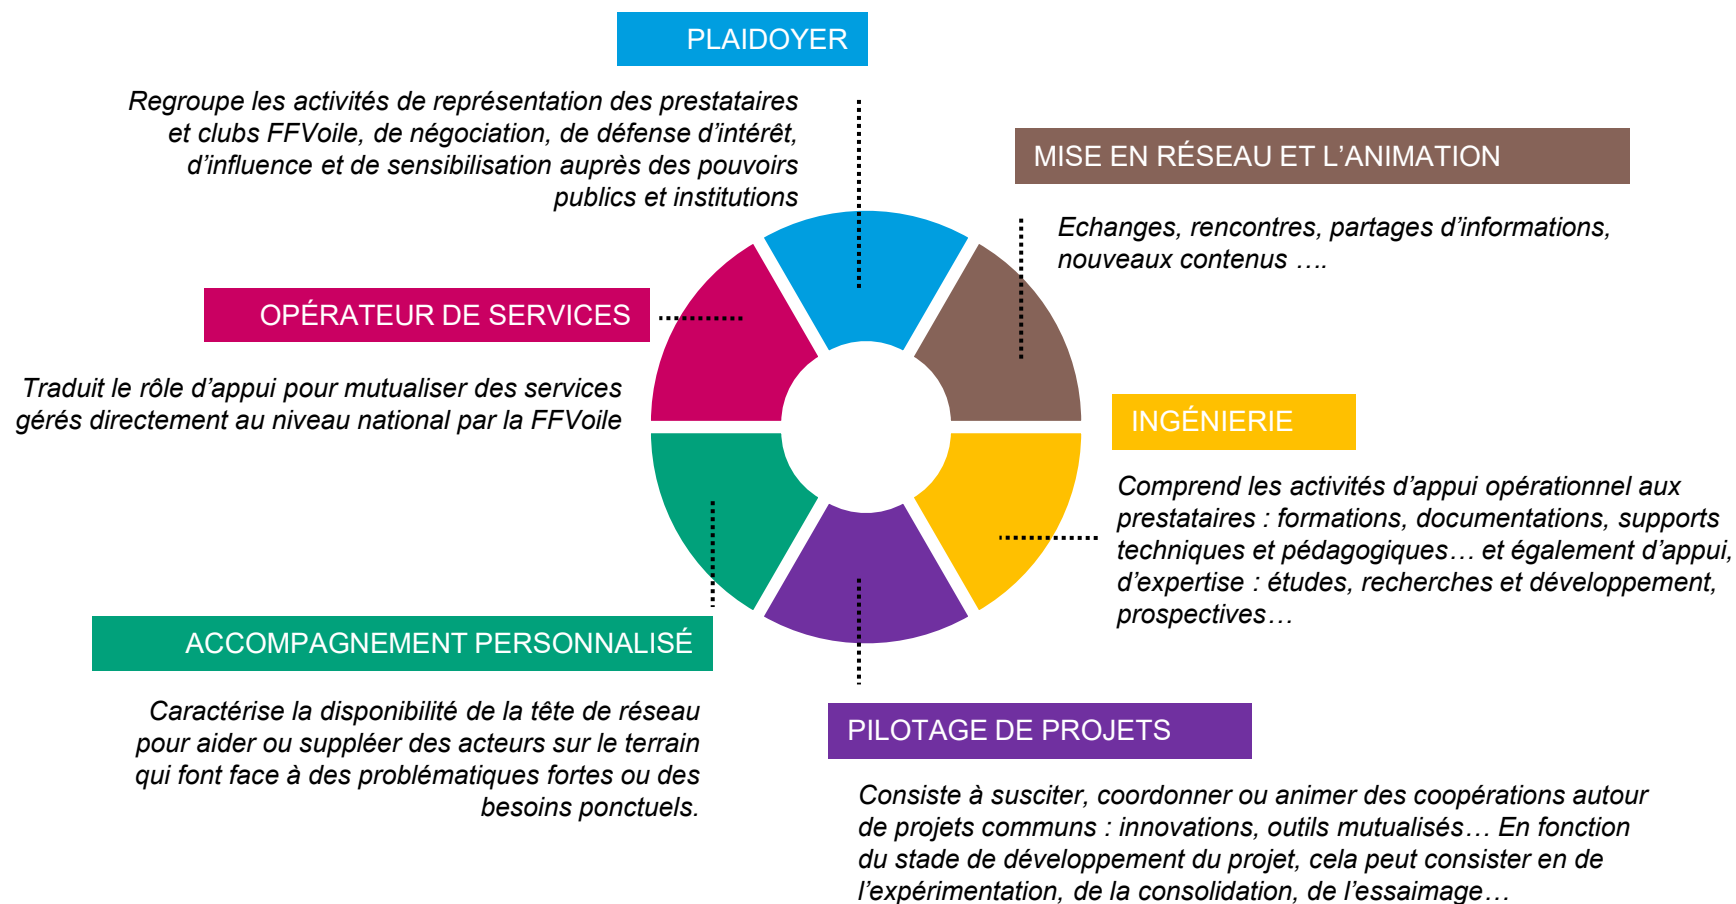 PLAIDOYER
Regroupe les activités de représentation des prestataires
et clubs FFVoile, de négociation, de défense d’intérêt,
d’influence et de sensibilisation auprès des pouvoirs
publics et institutions
MISE EN RÉSEAU ET L’ANIMATION
Echanges, rencontres, partages d’informations,
nouveaux contenus ….
OPÉRATEUR DE SERVICES
Traduit le rôle d’appui pour mutualiser des services
gérés directement au niveau national par la FFVoile
INGÉNIERIE
Comprend les activités d’appui opérationnel aux
prestataires : formations, documentations, supports
techniques et pédagogiques… et également d’appui,
d’expertise : études, recherches et développement,
prospectives…
ACCOMPAGNEMENT PERSONNALISÉ
Caractérise la disponibilité de la tête de réseau
pour aider ou suppléer des acteurs sur le terrain
qui font face à des problématiques fortes ou des
besoins ponctuels.
PILOTAGE DE PROJETS
Consiste à susciter, coordonner ou animer des coopérations autour
de projets communs : innovations, outils mutualisés… En fonction
du stade de développement du projet, cela peut consister en de
l’expérimentation, de la consolidation, de l’essaimage…